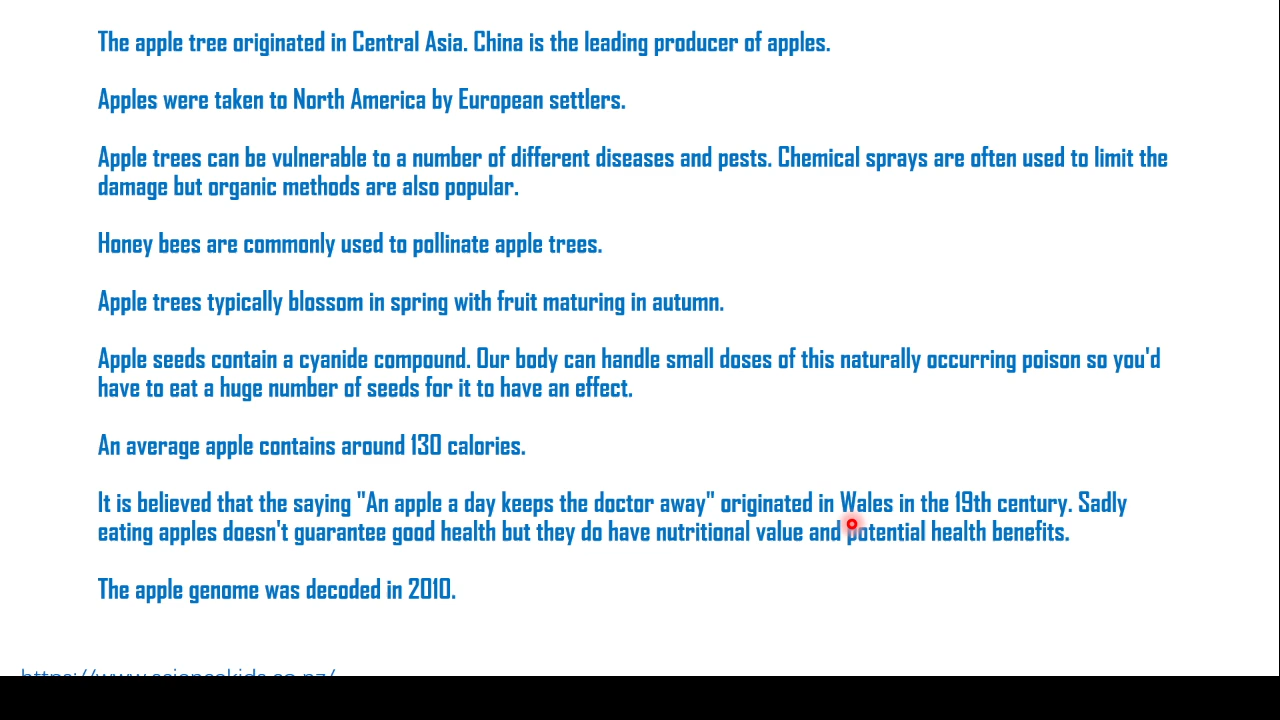 The apple tree originated in Central Asia. China is the leading producer of apples.
Apples were taken to North America by European settlers.
Apple trees can be vulnerable to a number of different diseases and pests. Chemical sprays are often used to limit the
damage but organic methods are also popular.
Honey bees are commonly used to pollinate apple trees.
Apple trees typically blossom in spring with fruit maturing in autumn.
Apple seeds contain a cyanide compound. Our body can handle small doses of this naturally occurring poison so you'd
have to eat a huge number of seeds for it to have an effect.
An average apple contains around 130 calories.
It is believed that the saying "An apple a day keeps the doctor away" originated in Wales in the 19th century. Sadly
eating apples doesn't guarantee good health but they do have nutritional value and potential health benefits.
The apple genome was decoded in 2010.
https://www.sciencekids.co.nz/